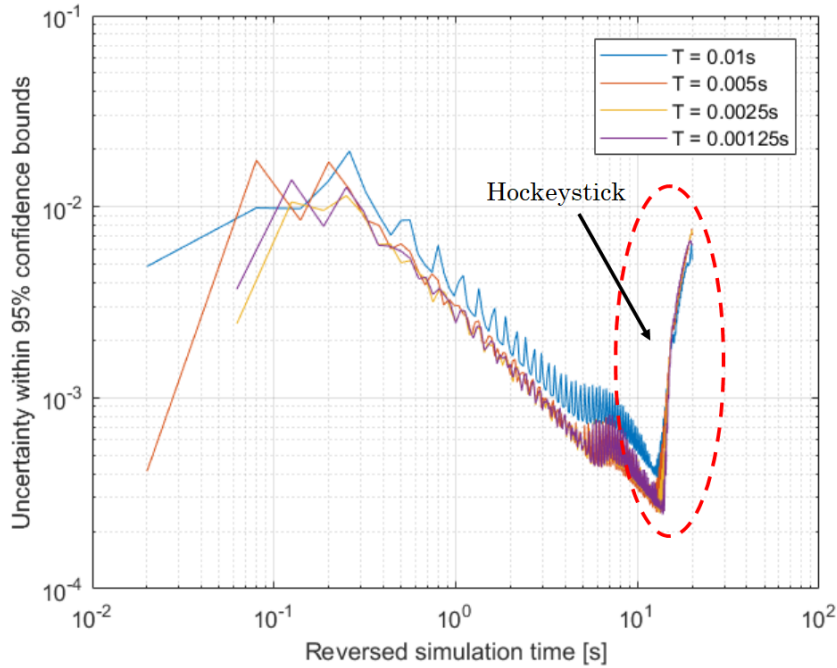 10^-1
10^-2
10^-3
10^-4
Uncertainty within 95% confidence bounds
T = 0.01s
T = 0.005s
T = 0.0025s
T = 0.00125s
Hockeystick
10^-2
10^-1
10^0
10^1
10^2
Reversed simulation time [s]